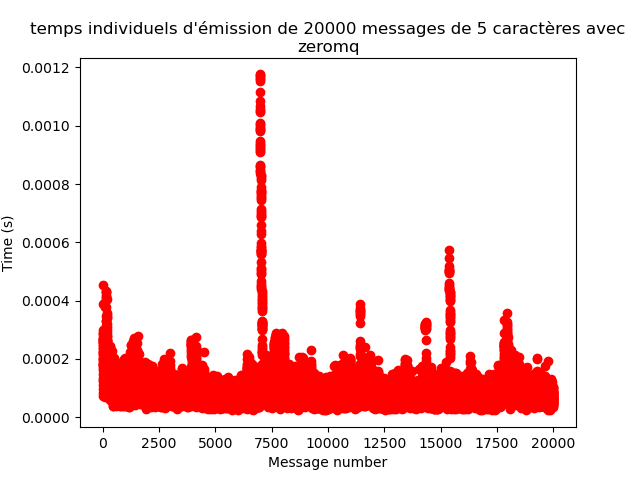 temps individuels d'émission de 20000 messages de 5 caractères avec
zeromq
0.0012
0.0010
0.0008
0.0006
0.0004
0.0002
0.0000
Time (s)
0 2500 5000 7500 10000 12500 15000 17500 20000
Message number